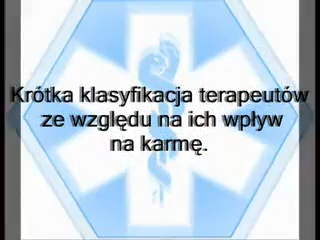 Krótka klasyfikacja terapeutów
ze względu na ich wpływ
na karmę.